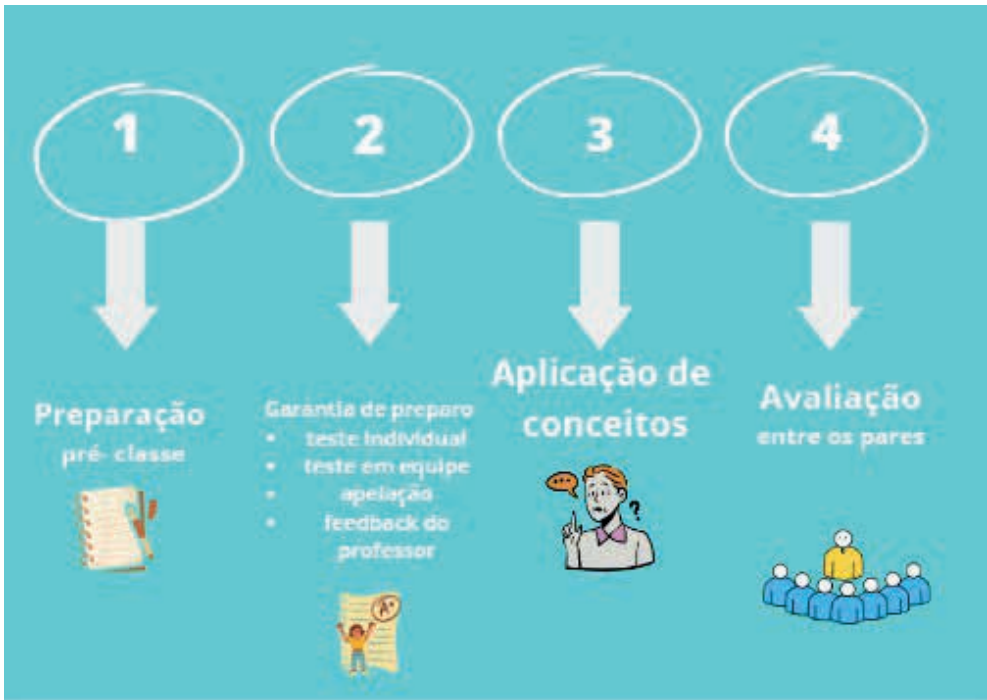 1
Preparação
pré- classe
2
Garantia de preparo
• teste individual
• teste em equipe
• apelação
• feedback do
professor
A+
3
Aplicação de
conceitos
?
4
Avaliação
entre os pares